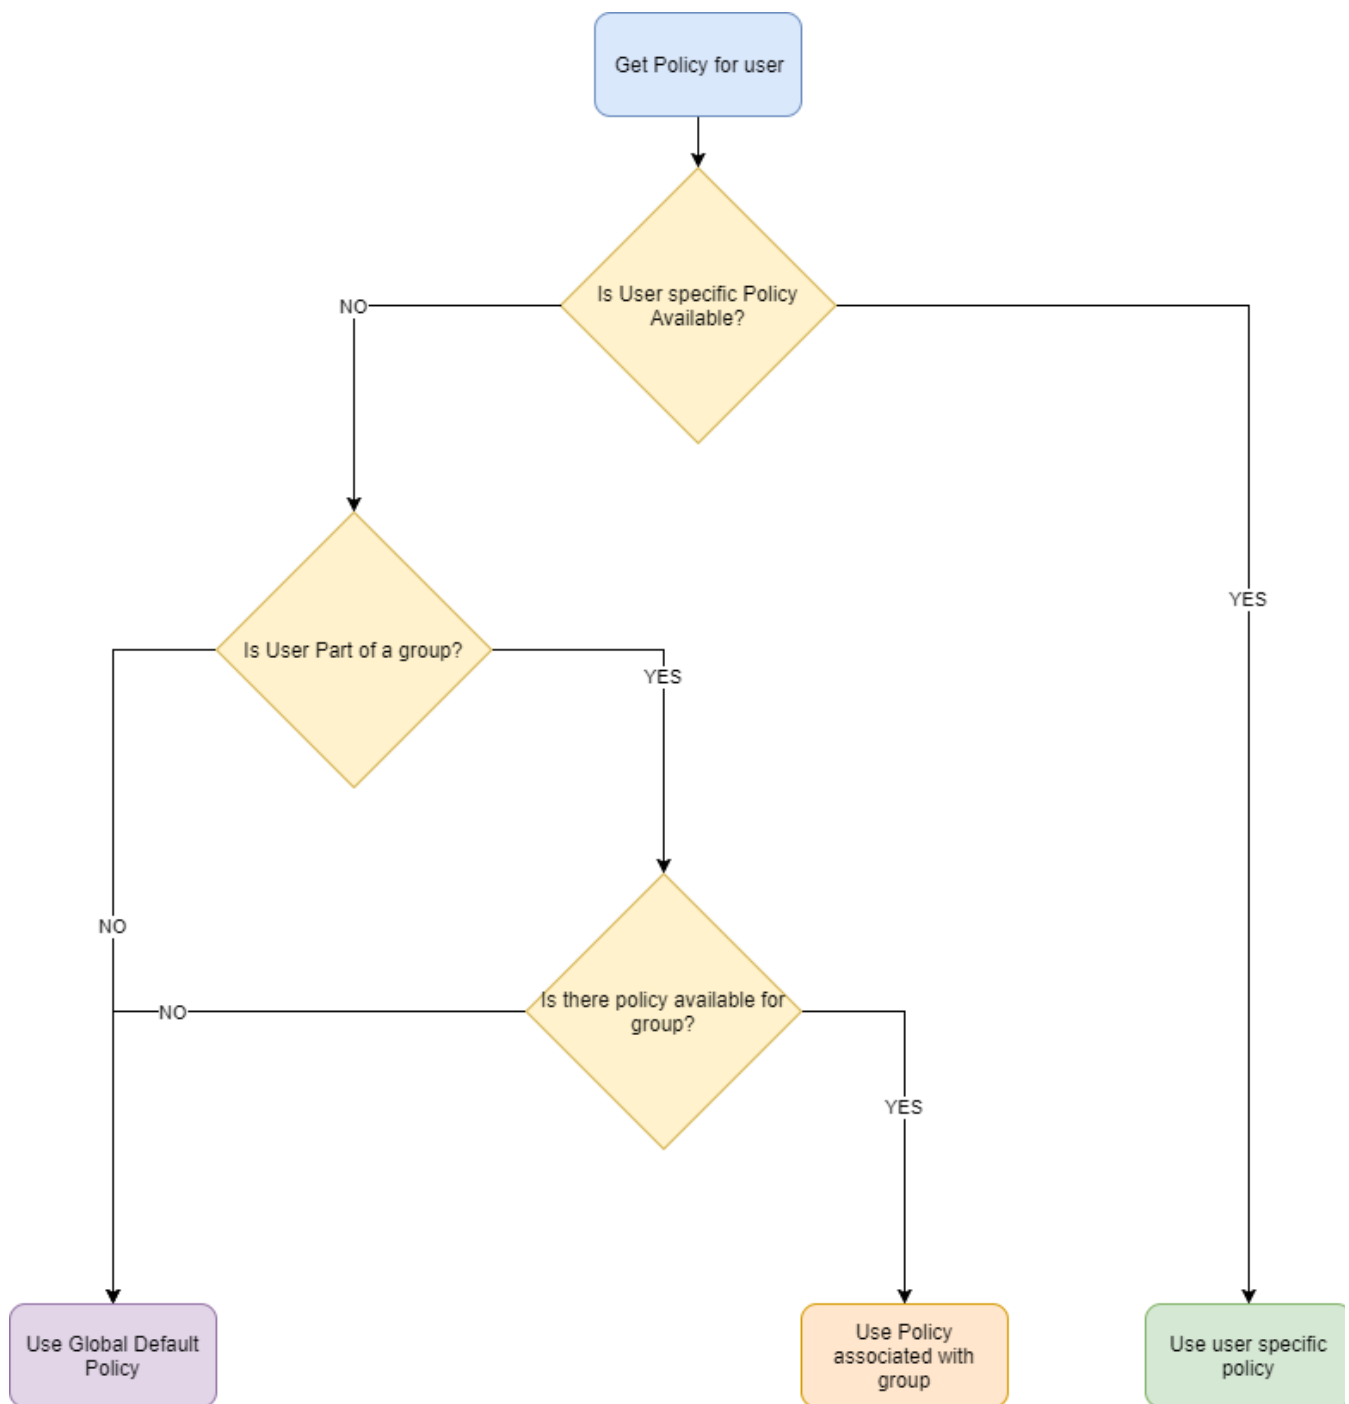 Get Policy for user
Is User specific Policy
Available?
NO
YES
Is User Part of a group?
YES
NO
Is there policy available for
group?
NO
YES
Use Global Default
Policy
Use Policy
associated with
group
Use user specific
policy